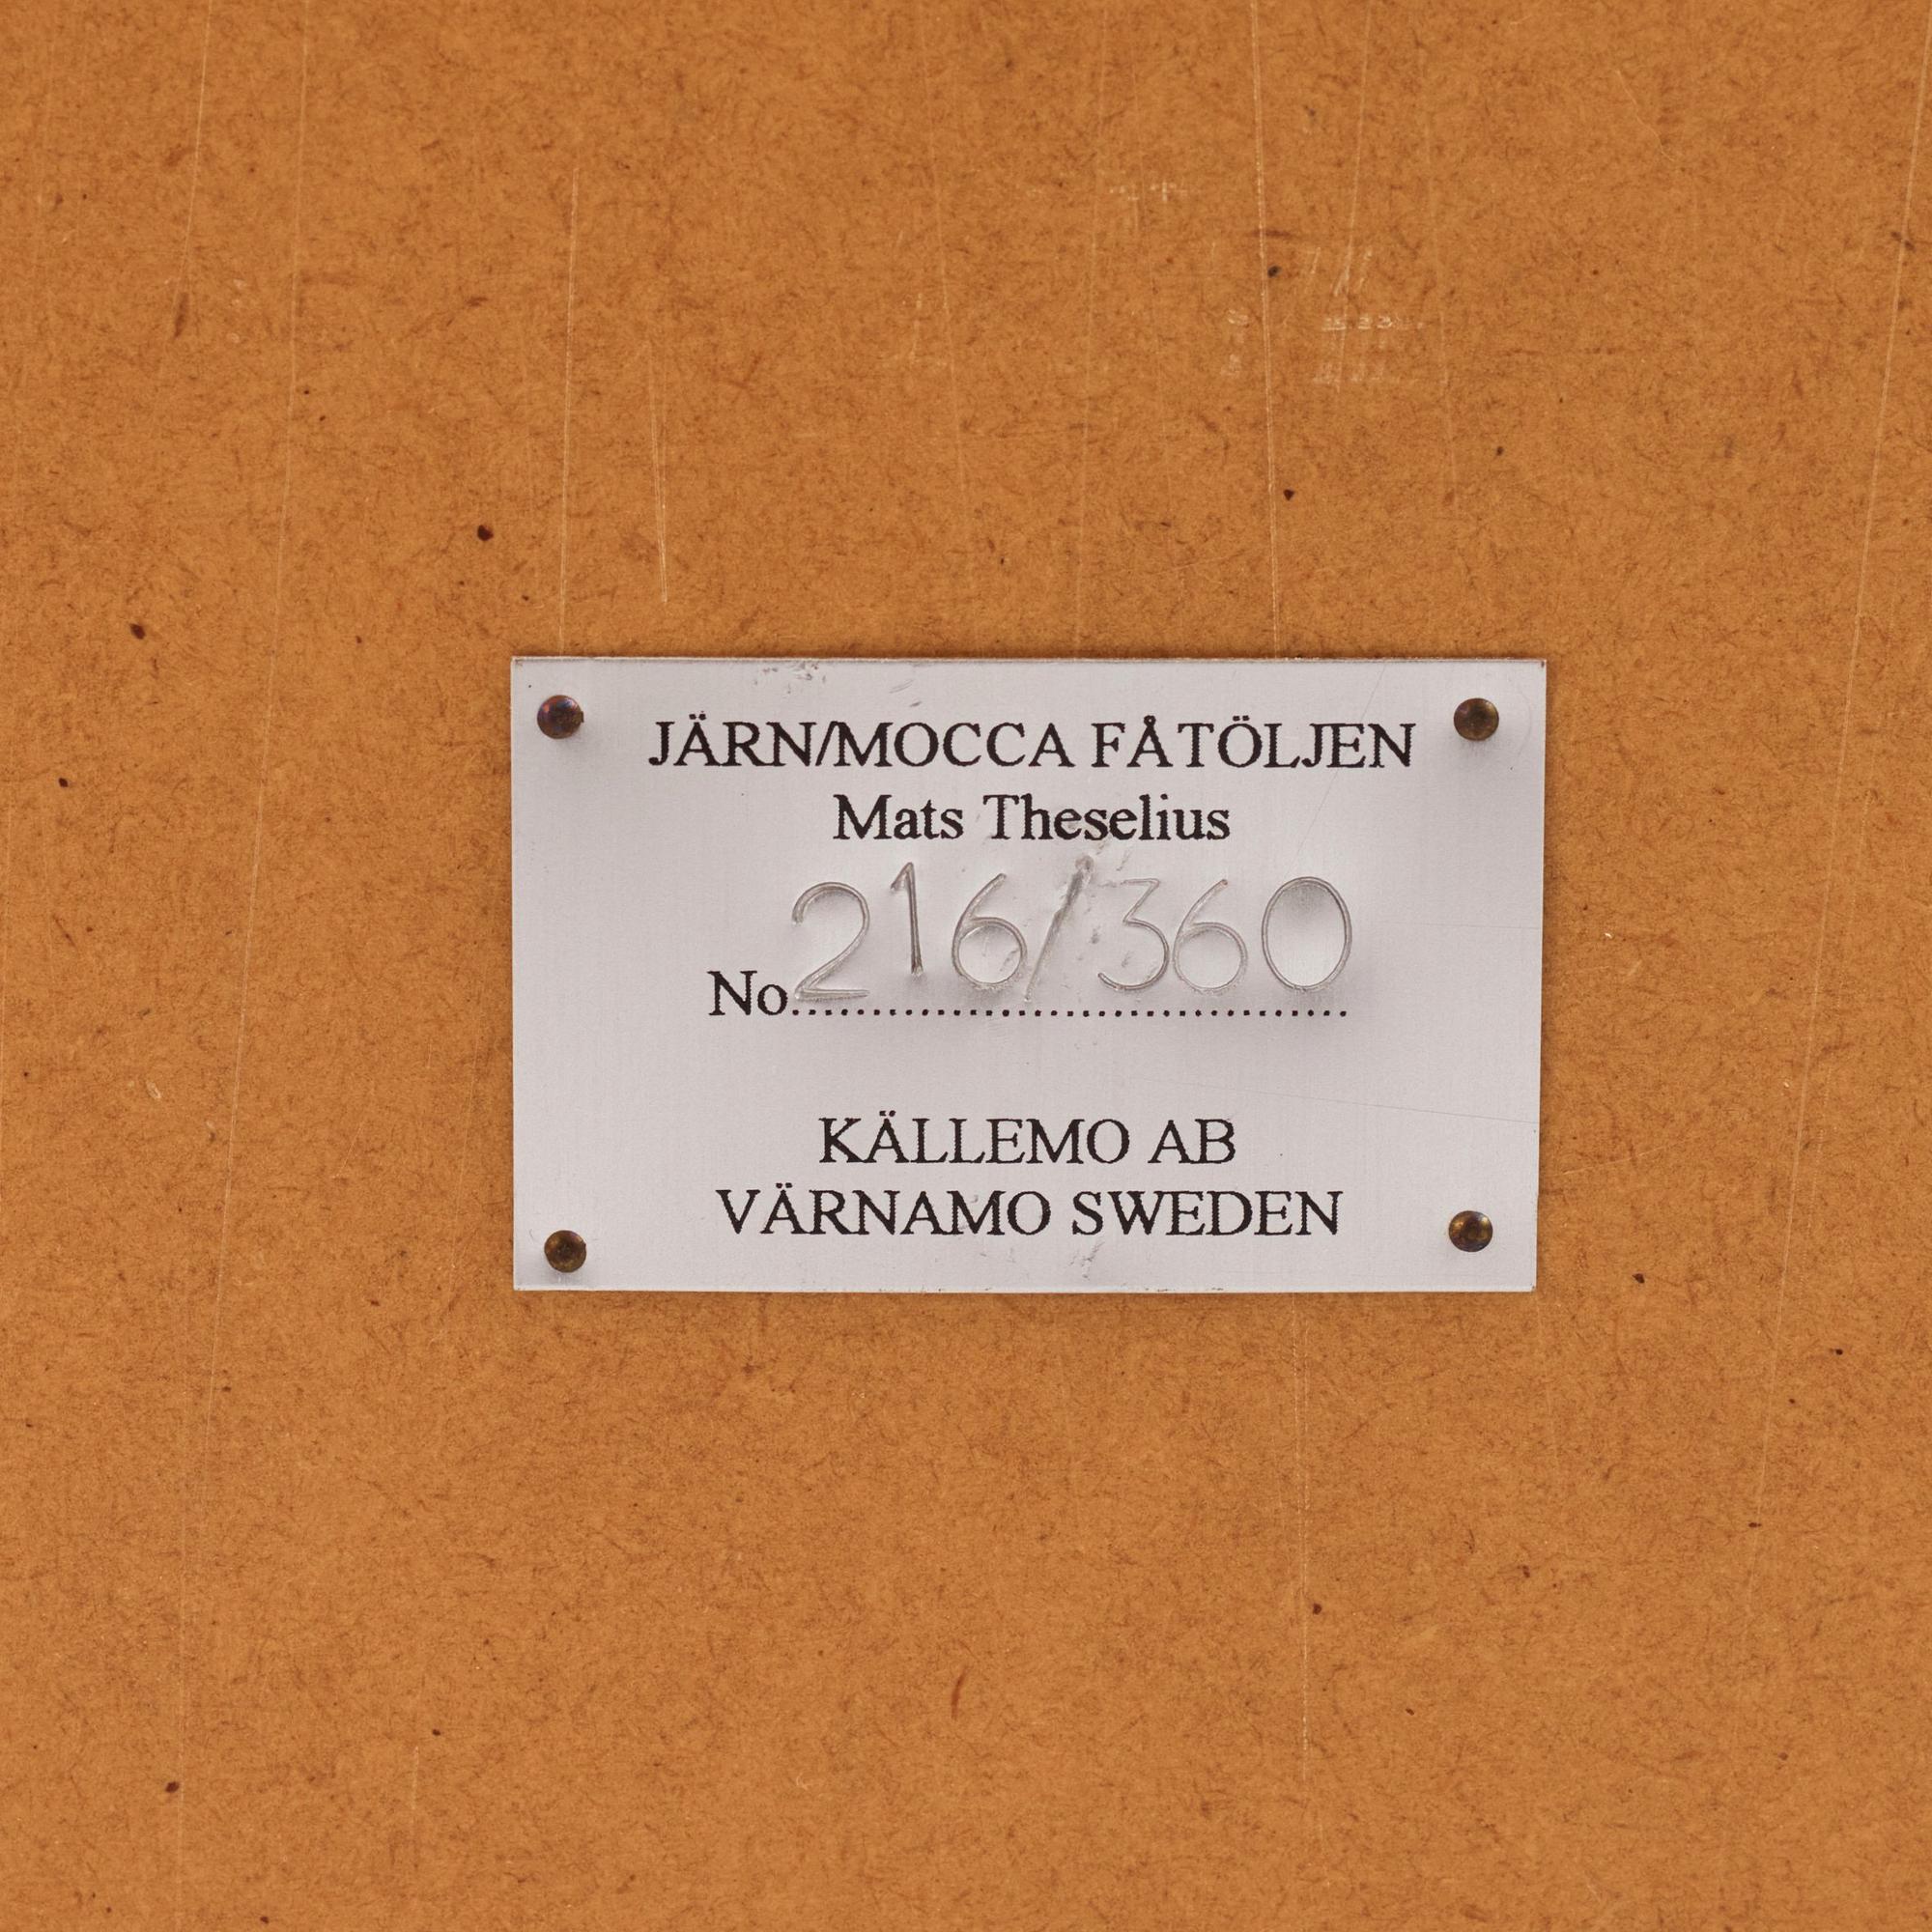 JÄRN/MOCCA FÅTÖLJEN
Mats Theselius
No 216/360
KÄLLEMO AB
VÄRNAMO SWEDEN